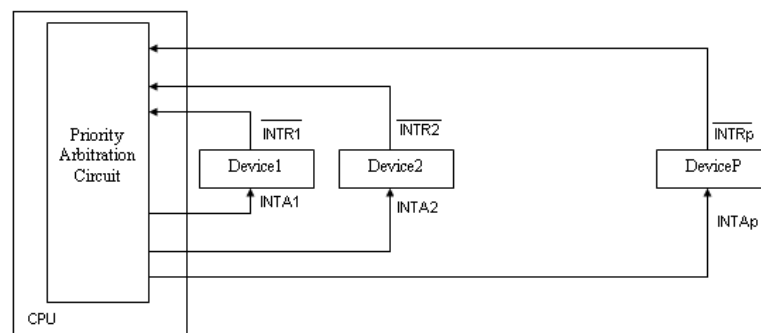 Priority
Arbitration
Circuit
INTR1
INTR2
INTRp
Device1
Device2
DeviceP
INTA1
INTA2
INTAp
CPU